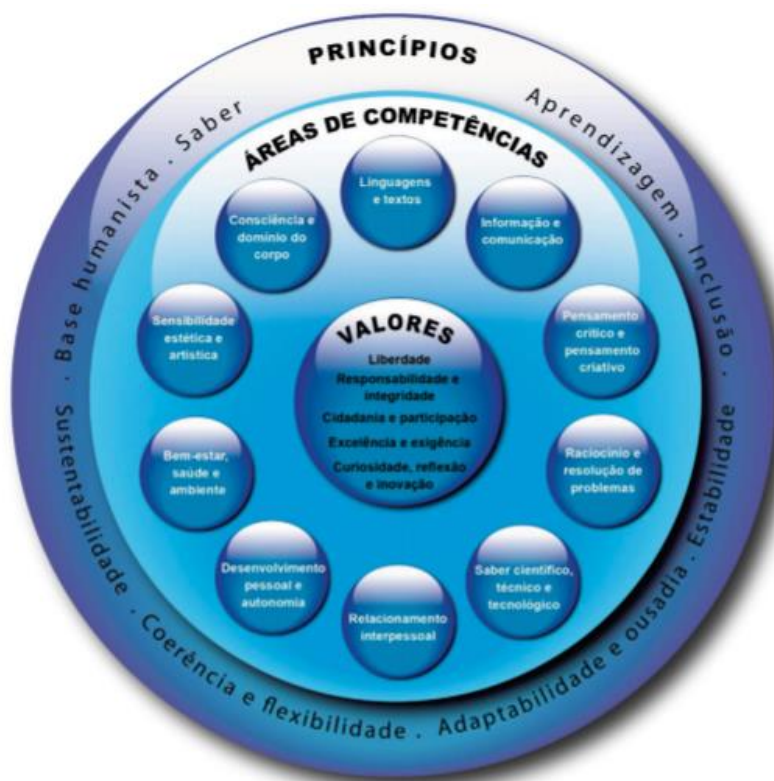 PRINCÍPIOS
Base humanista . Saber
Aprendizagem . Inclusão .
Estabilidade
Adaptabilidade e ousadia .
Coerência e flexibilidade .
Sustentabilidade .
ÁREAS DE COMPETÊNCIAS
Linguagens
e textos
Informação e
comunicação
Pensamento
crítico e
pensamento
criativo
Raciocínio e
resolução de
problemas
Saber científico,
técnico e
tecnológico
Relacionamento
interpessoal
Desenvolvimento
pessoal e
autonomia
Bem-estar,
saúde e
ambiente
Sensibilidade
estética e
artística
Consciência e
domínio do
corpo
VALORES
Liberdade
Responsabilidade e
integridade
Cidadania e participação
Excelência e exigência
Curiosidade, reflexão
e inovação